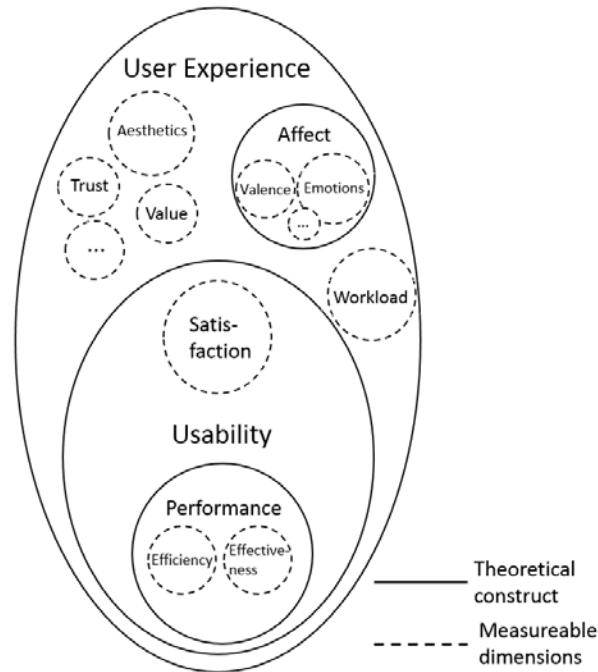 User Experience
Aesthetics
Affect
Trust
Valence
Emotions
Value
...
...
Workload
Satis-
faction
Usability
Performance
Efficiency
Effective-
ness
Theoretical
construct
Measureable
dimensions